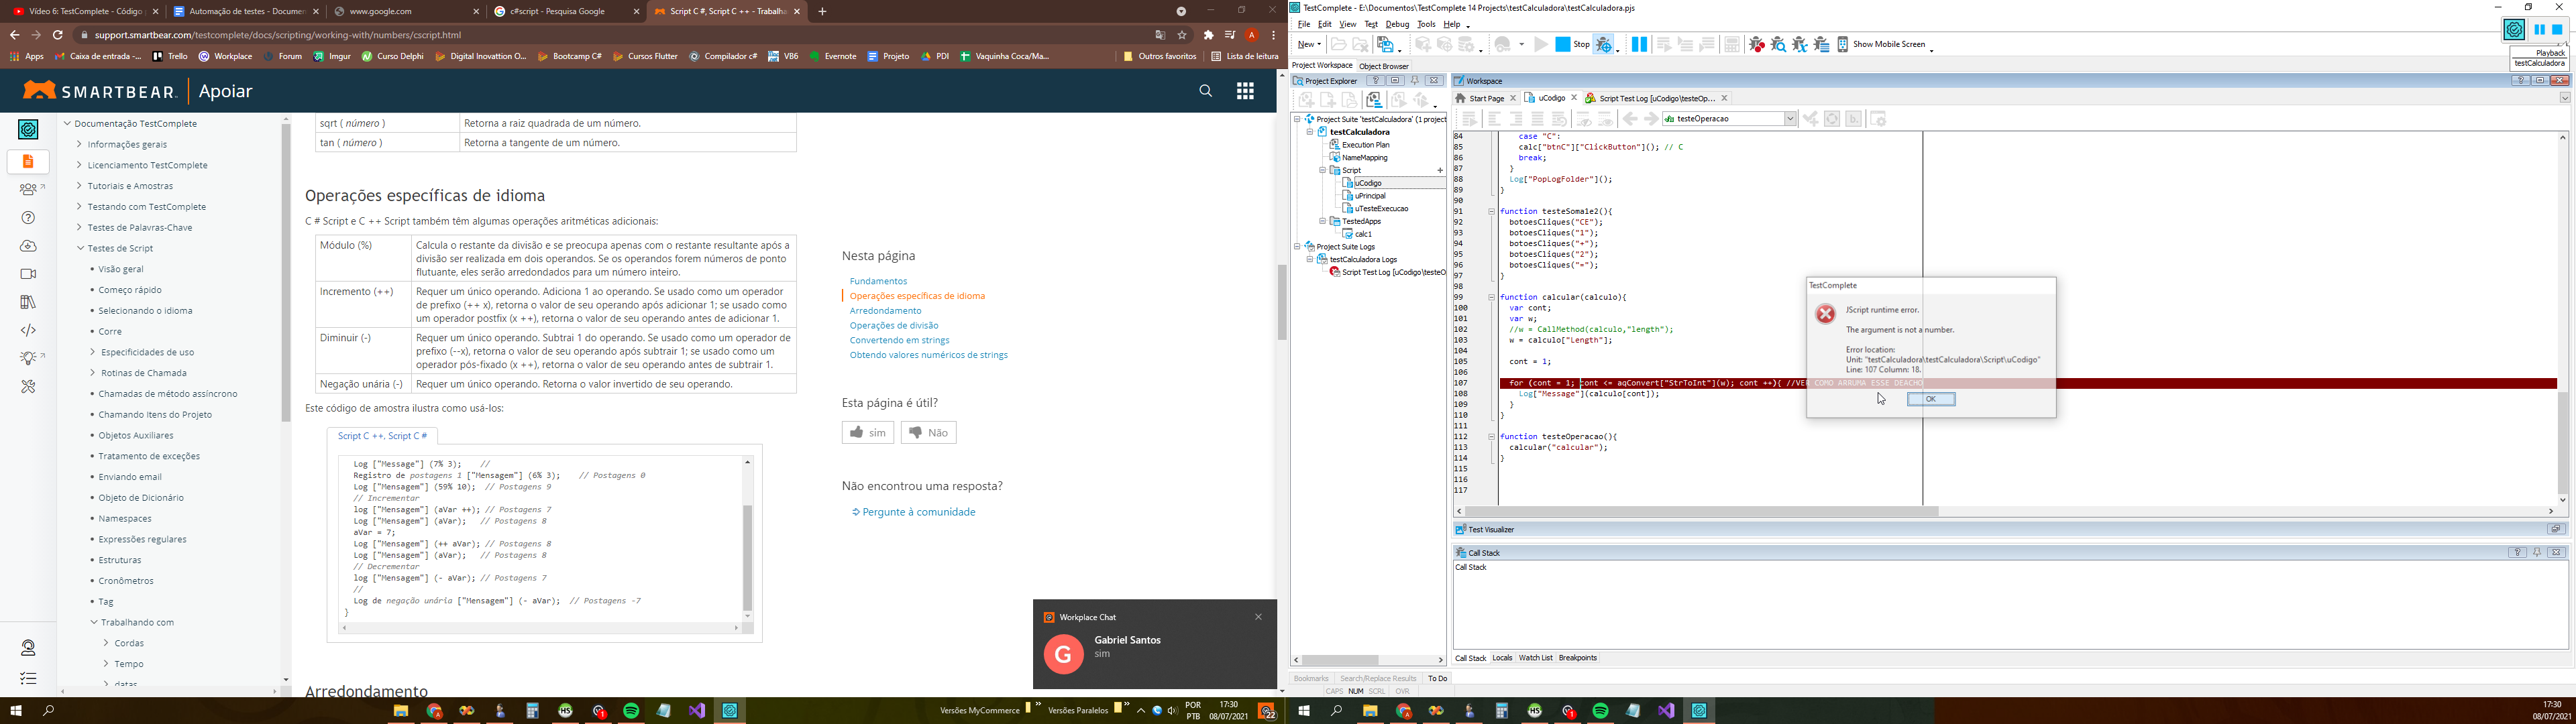 Vídeo 6: TestComplete - Código
Automação de testes - Documen
www.google.com
c#script - Pesquisa Google
Script C #, Script C ++ - Trabalha
support.smartbear.com/testcomplete/docs/scripting/working-with/numbers/cscript.html
Apps
Caixa de entrada -...
Trello
Workplace
Forum
Imgur
Curso Delphi
Digital Inovattion O...
Bootcamp C#
Cursos Flutter
Compilador c#
VB6
Evernote
Projeto
PDI
Vaquinha Coca/Ma...
Outros favoritos
Lista de leitura
SMARTBEAR
Apoiar
Documentação TestComplete
Informações gerais
Licenciamento TestComplete
Tutoriais e Amostras
Testando com TestComplete
Testes de Palavras-Chave
Testes de Script
Visão geral
Começo rápido
Selecionando o idioma
Corre
Especificidades de uso
Rotinas de Chamada
Chamadas de método assíncrono
Chamando Itens do Projeto
Objetos Auxiliares
Tratamento de exceções
Enviando email
Objeto de Dicionário
Namespaces
Expressões regulares
Estruturas
Cronômetros
Tag
Trabalhando com
Cordas
Tempo
datas
sqrt ( número ) Retorna a raiz quadrada de um número.
tan ( número ) Retorna a tangente de um número.
Operações específicas de idioma
C # Script e C ++ Script também têm algumas operações aritméticas adicionais:
Módulo (%) Calcula o restante da divisão e se preocupa apenas com o restante resultante após a
divisão ser realizada em dois operandos. Se os operandos forem números de ponto
flutuante, eles serão arredondados para um número inteiro.
Incremento (++) Requer um único operando. Adiciona 1 ao operando. Se usado como um operador
de prefixo (++ x), retorna o valor de seu operando após adicionar 1; se usado como
um operador postfix (x ++), retorna o valor de seu operando antes de adicionar 1.
Diminuir (-) Requer um único operando. Subtrai 1 do operando. Se usado como um operador de
prefixo (--x), retorna o valor de seu operando após subtrair 1; se usado como um
operador pós-fixado (x ++), retorna o valor de seu operando antes de subtrair 1.
Negação unária (-) Requer um único operando. Retorna o valor invertido de seu operando.
Este código de amostra ilustra como usá-los:
Script C ++, Script C #
Log ["Message"] (7% 3); //
Registro de postagens 1 ["Mensagem"] (6% 3); // Postagens 0
Log ["Mensagem"] (59% 10); // Postagens 9
// Incrementar
log ["Mensagem"] (aVar ++); // Postagens 7
Log ["Mensagem"] (aVar); // Postagens 8
aVar = 7;
Log ["Mensagem"] (++ aVar); // Postagens 8
Log ["Mensagem"] (aVar); // Postagens 8
// Decrementar
log ["Mensagem"] (- aVar); // Postagens 7
//
Log de negação unária ["Mensagem"] (- aVar); // Postagens -7
}
Arredondamento
Nesta página
Fundamentos
Operações específicas de idioma
Arredondamento
Operações de divisão
Convertendo em strings
Obtendo valores numéricos de strings
Esta página é útil?
sim
Não
Não encontrou uma resposta?
Pergunte à comunidade
Workplace Chat
G
Gabriel Santos
sim
Versões MyCommerce
Versões Paralelos
POR
PTB
17:30
08/07/2021
22
TestComplete - E:\Documentos\TestComplete 14 Projects\testCalculadora\testCalculadora.pjs
File Edit View Test Debug Tools Help
New
Stop
Show Mobile Screen
Playback
testCalculadora
Project Workspace
Object Browser
Project Explorer
Project Suite 'testCalculadora' (1 project
testCalculadora
Execution Plan
NameMapping
Script
uCodigo
uPrincipal
uTesteExecucao
TestedApps
calc1
Project Suite Logs
testCalculadora Logs
Script Test Log [uCodigo\testeO
Workspace
Start Page
uCodigo
Script Test Log [uCodigo\testeOp...
testeOperacao
84 case "C":
85 calc["btnC"]["ClickButton"](); // C
86 break;
87 }
88 Log["PopLogFolder"]();
89 }
90
91 function testeSoma1e2(){
92 botoesCliques("CE");
93 botoesCliques("1");
94 botoesCliques("+");
95 botoesCliques("2");
96 botoesCliques("=");
97 }
98
99 function calcular(calculo){
100 var cont;
101 var w;
102 //w = CallMethod(calculo,"length");
103 w = calculo["Length"];
104
105 cont = 1;
106
107 for (cont = 1; cont <= aqConvert["StrToInt"](w); cont ++){ //VER COMO ARRUMA ESSE DEACHO
108 Log["Message"](calculo[cont]);
109 }
110 }
111
112 function testeOperacao(){
113 calcular("calcular");
114 }
115
116
117
TestComplete
JScript runtime error.
The argument is not a number.
Error location:
Unit: "testCalculadora\testCalculadora\Script\uCodigo"
Line: 107 Column: 18.
OK
Test Visualizer
Call Stack
Call Stack
Call Stack Locals Watch List Breakpoints
Bookmarks Search/Replace Results To Do
CAPS NUM SCRL OVR
17:30
08/07/2021